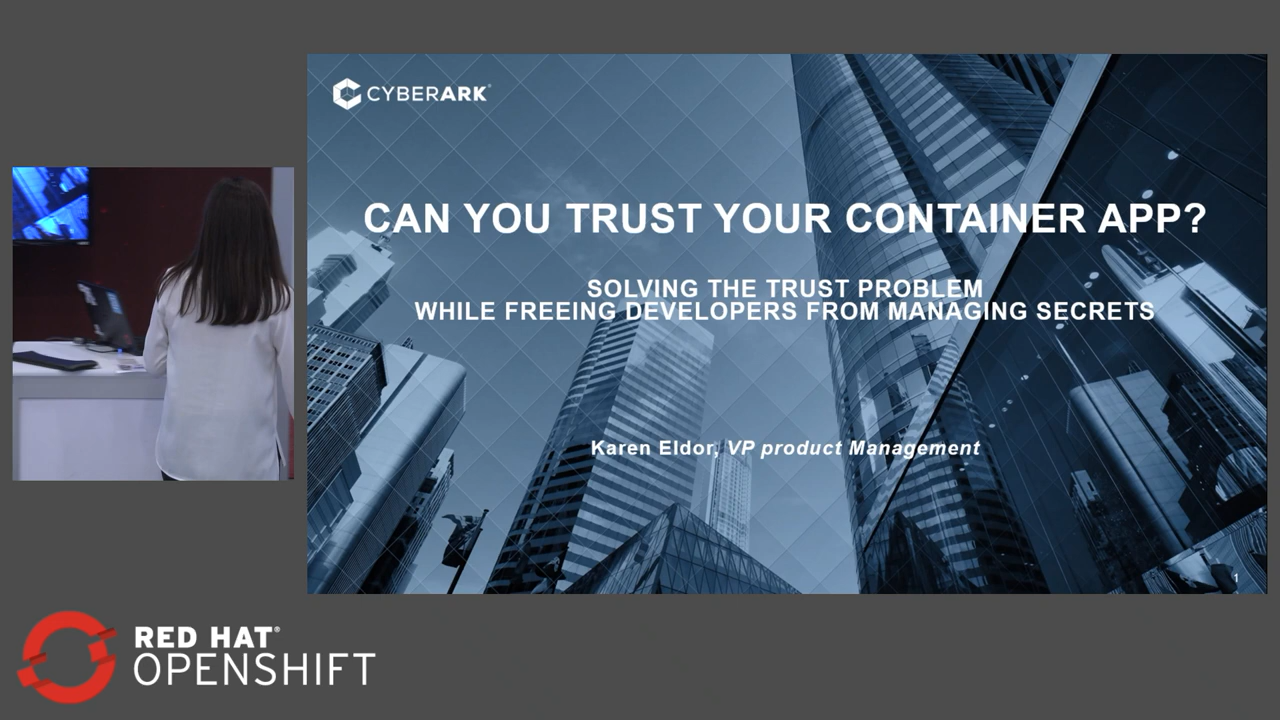 CYBERARK®
CAN YOU TRUST YOUR CONTAINER APP?
SOLVING THE TRUST PROBLEM
WHILE FREEING DEVELOPERS FROM MANAGING SECRETS
Karen Eldor, VP product Management
1
RED HAT®
OPENSHIFT